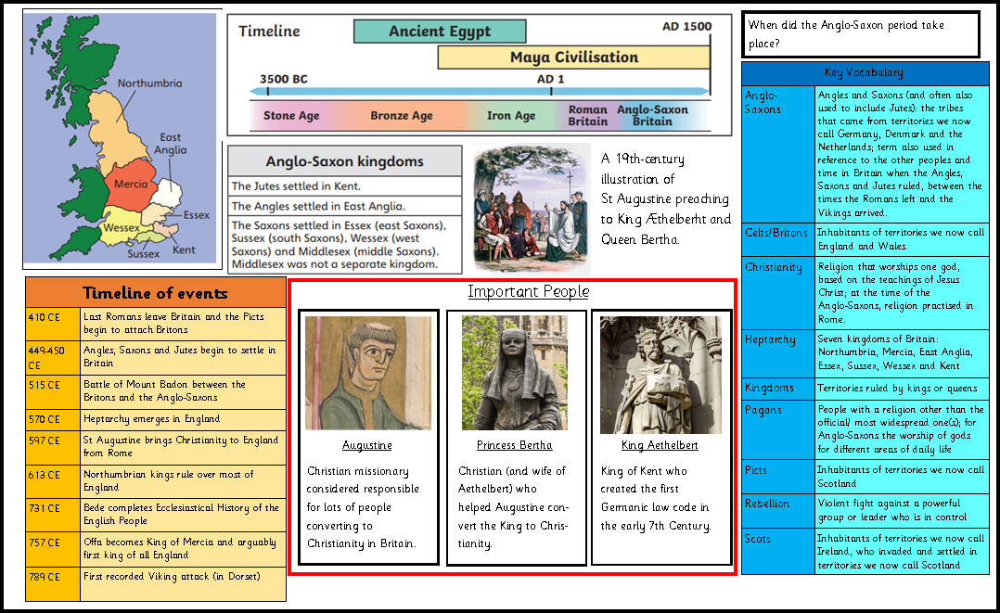 Northumbria
East
Anglia
Mercia
Essex
Wessex
Kent
Sussex
Timeline
Ancient Egypt
AD 1500
Maya Civilisation
3500 BC
AD 1
Stone Age
Bronze Age
Iron Age
Roman
Britain
Anglo-Saxon
Britain
When did the Anglo-Saxon period take
place?
Anglo-Saxon kingdoms
The Jutes settled in Kent.
The Angles settled in East Anglia.
The Saxons settled in Essex (east Saxons),
Sussex (south Saxons), Wessex (west
Saxons) and Middlesex (middle Saxons).
Middlesex was not a separate kingdom.
A 19th-century
illustration of
St Augustine preaching
to King Æthelberht and
Queen Bertha.
Timeline of events
410 CE
Last Romans leave Britain and the Picts
begin to attach Britons
449-450
CE
Angles, Saxons and Jutes begin to settle in
Britain
515 CE
Battle of Mount Badon between the
Britons and the Anglo-Saxons
570 CE
Heptarchy emerges in England
597 CE
St Augustine brings Christianity to England
from Rome
613 CE
Northumbrian kings rule over most of
England
731 CE
Bede completes Ecclesiastical History of the
English People
757 CE
Offa becomes King of Mercia and arguably
first king of all England
789 CE
First recorded Viking attack (in Dorset)
Important People
Augustine
Christian missionary
considered responsible
for lots of people
converting to
Christianity in Britain.
Princess Bertha
Christian (and wife of
Aethelbert) who
helped Augustine con-
vert the King to Chris-
tianity.
King Aethelbert
King of Kent who
created the first
Germanic law code in
the early 7th Century.
Key Vocabulary
Anglo-
Saxons
Angles and Saxons (and often also
used to include Jutes): the tribes
that came from territories we now
call Germany, Denmark and the
Netherlands; term also used in
reference to the other peoples and
time in Britain when the Angles,
Saxons and Jutes ruled, between the
times the Romans left and the
Vikings arrived.
Celts/Britons
Inhabitants of territories we now call
England and Wales.
Christianity
Religion that worships one god,
based on the teachings of Jesus
Christ; at the time of the
Anglo-Saxons, religion practised in
Rome.
Heptarchy
Seven kingdoms of Britain:
Northumbria, Mercia, East Anglia,
Essex, Sussex, Wessex and Kent
Kingdoms
Territories ruled by kings or queens
Pagans
People with a religion other than the
official/ most widespread one(s); for
Anglo-Saxons the worship of gods
for different areas of daily life
Picts
Inhabitants of territories we now call
Scotland
Rebellion
Violent fight against a powerful
group or leader who is in control
Scots
Inhabitants of territories we now call
Ireland, who invaded and settled in
territories we now call Scotland